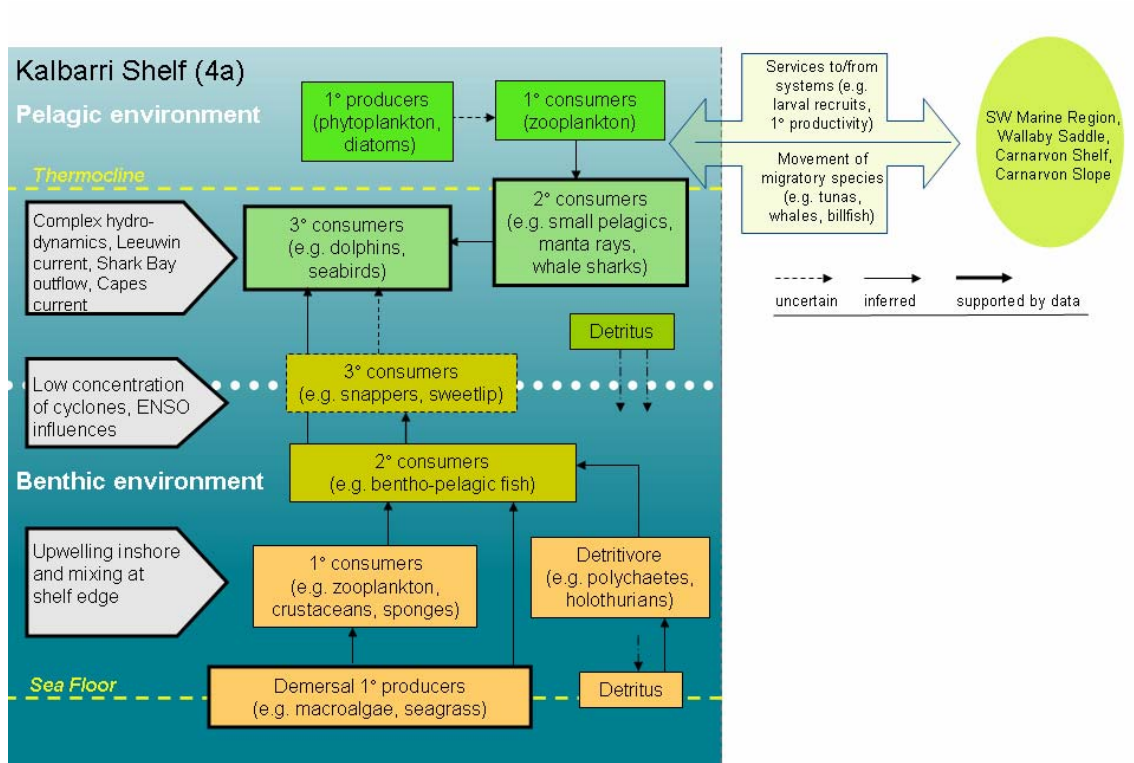 Kalbarri Shelf (4a)
Pelagic environment
1° producers
(phytoplankton,
diatoms)
1° consumers
(zooplankton)
Services to/from
systems (e.g.
larval recruits,
1° productivity)
Movement of
migratory species
(e.g. tunas,
whales, billfish)
SW Marine Region,
Wallaby Saddle,
Carnarvon Shelf,
Carnarvon Slope
Thermocline
Complex hydro-
dynamics, Leeuwin
current, Shark Bay
outflow, Capes
current
3° consumers
(e.g. dolphins,
seabirds)
2° consumers
(e.g. small pelagics,
manta rays,
whale sharks)
uncertain
inferred
supported by data
Detritus
Low concentration
of cyclones, ENSO
influences
3° consumers
(e.g. snappers, sweetlip)
Benthic environment
2° consumers
(e.g. bentho-pelagic fish)
Upwelling inshore
and mixing at
shelf edge
1° consumers
(e.g. zooplankton,
crustaceans, sponges)
Detritivore
(e.g. polychaetes,
holothurians)
Sea Floor
Demersal 1° producers
(e.g. macroalgae, seagrass)
Detritus